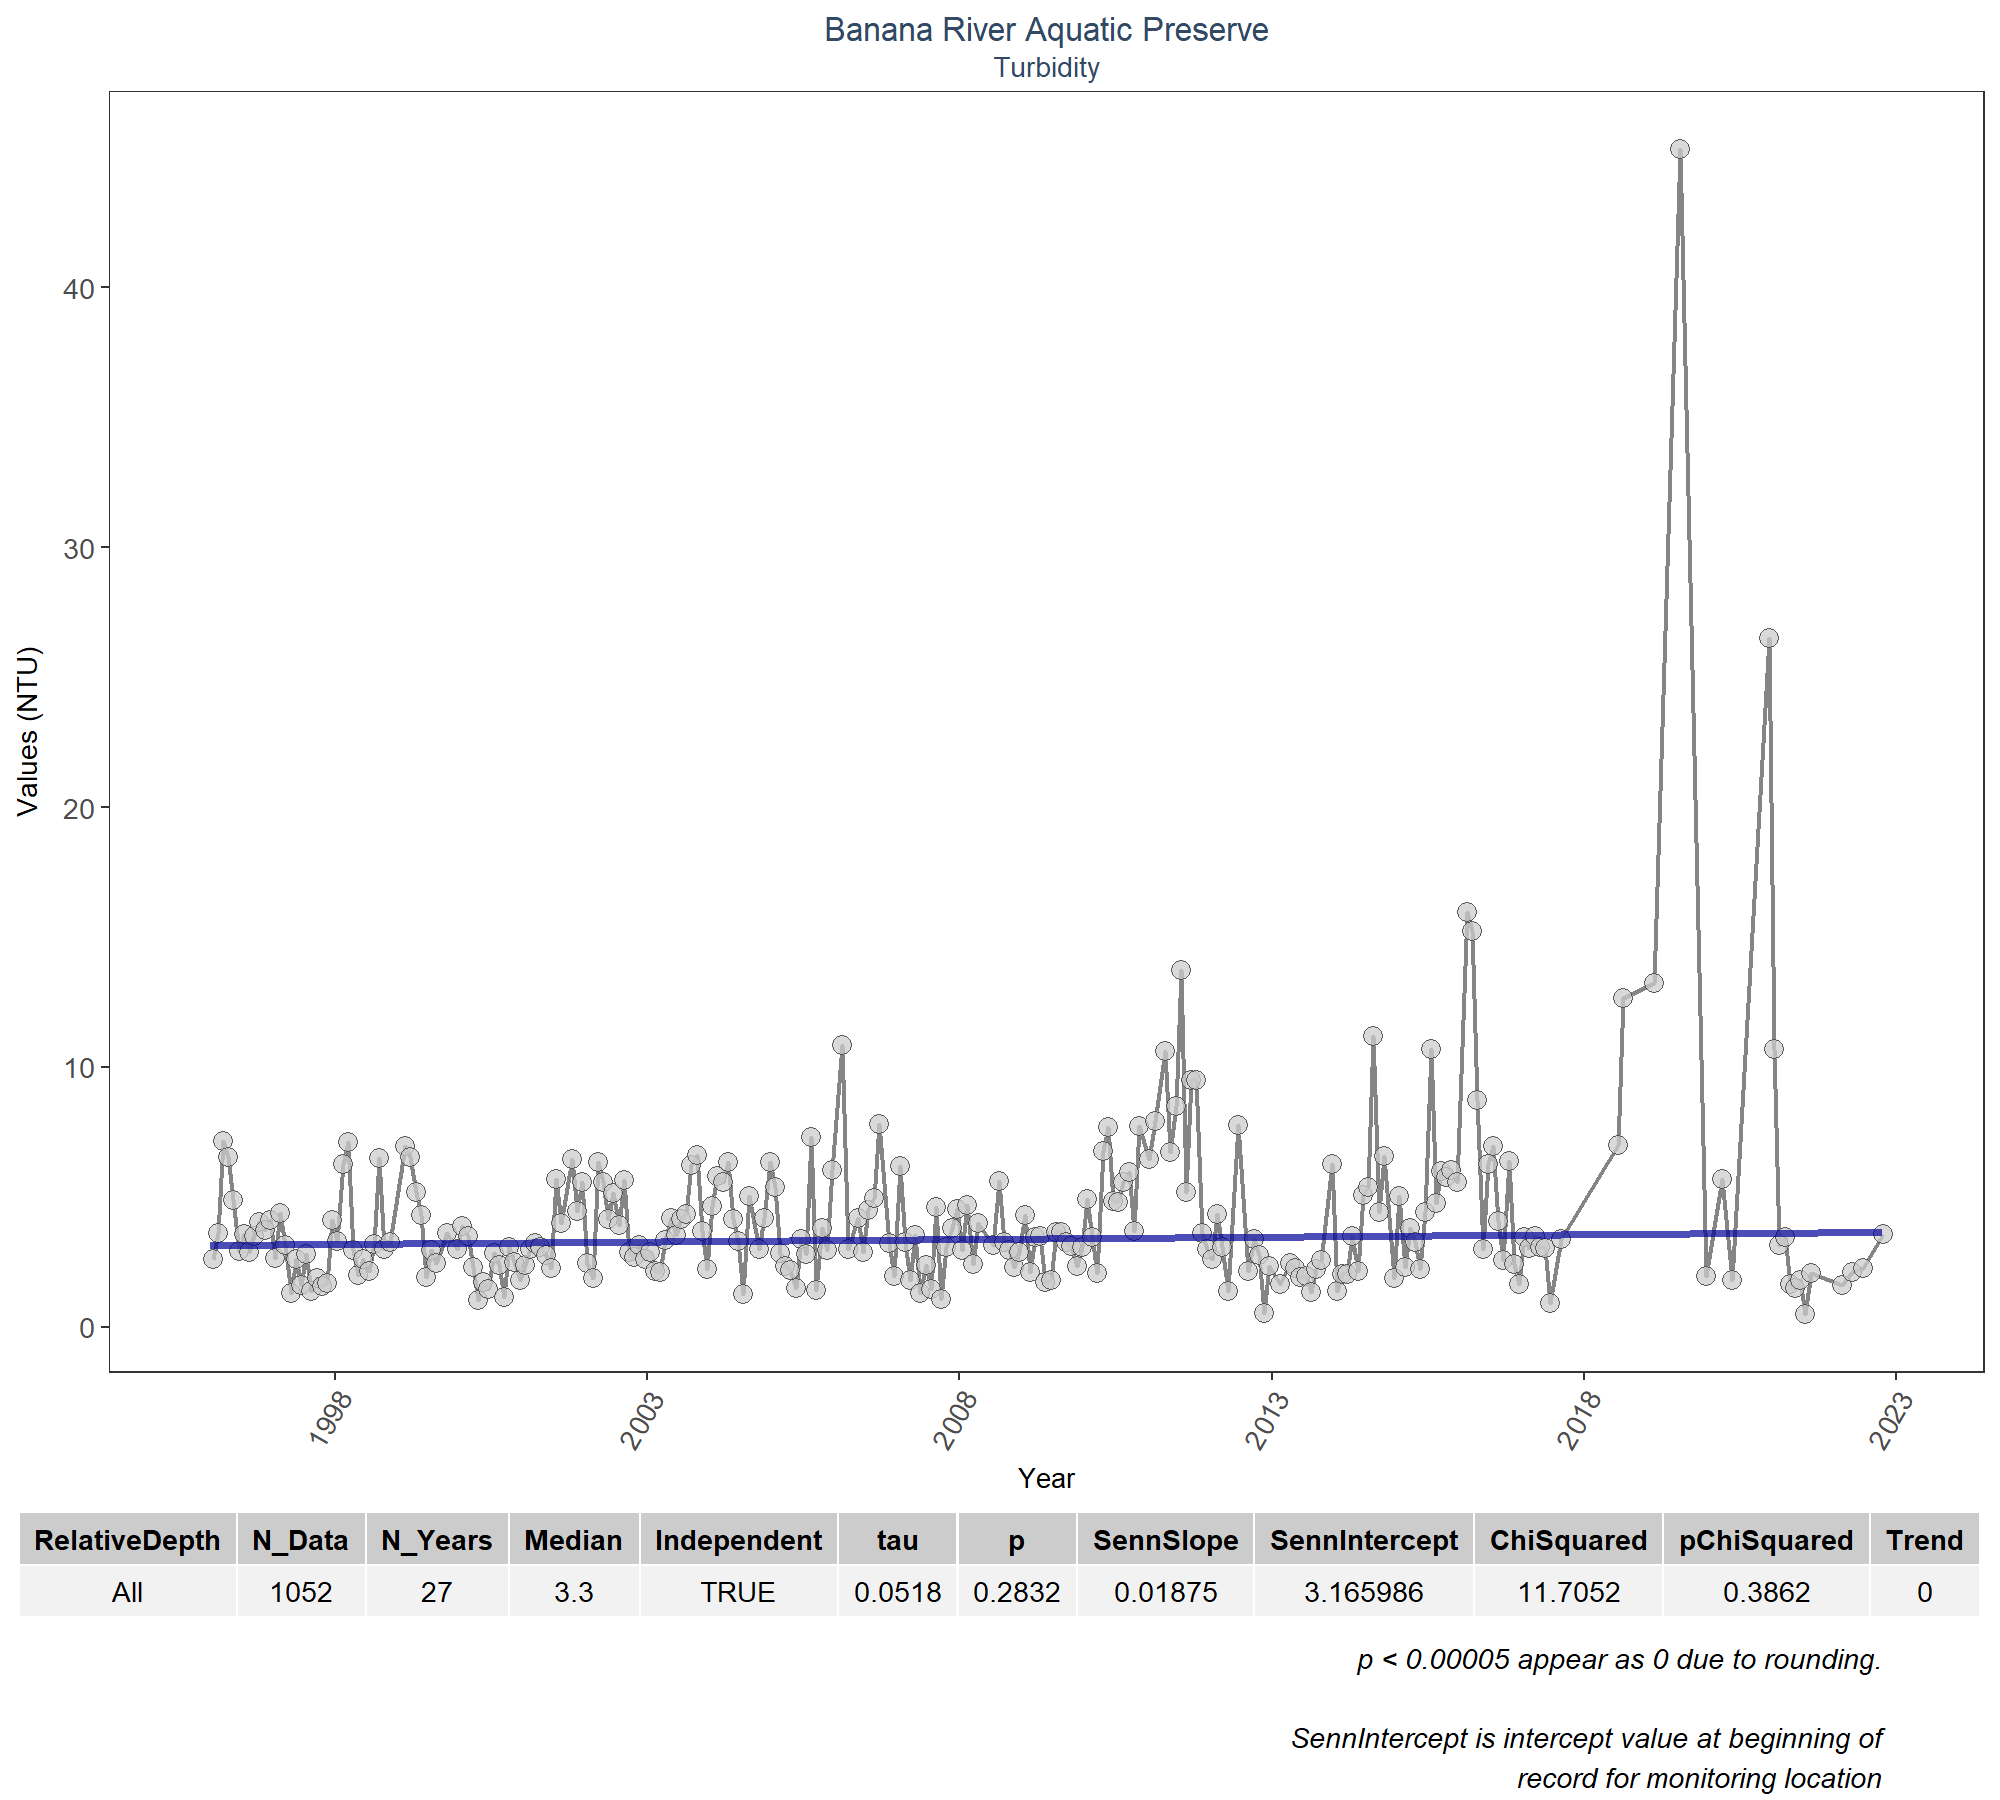 Banana River Aquatic Preserve
Turbidity
Values (NTU)
40
30
20
10
0
1998 2003 2008 2013 2018 2023
Year
RelativeDepth N_Data N_Years Median Independent tau p SennSlope SennIntercept ChiSquared pChiSquared Trend
All 1052 27 3.3 TRUE 0.0518 0.2832 0.01875 3.165986 11.7052 0.3862 0
p < 0.00005 appear as 0 due to rounding.
SennIntercept is intercept value at beginning of
record for monitoring location